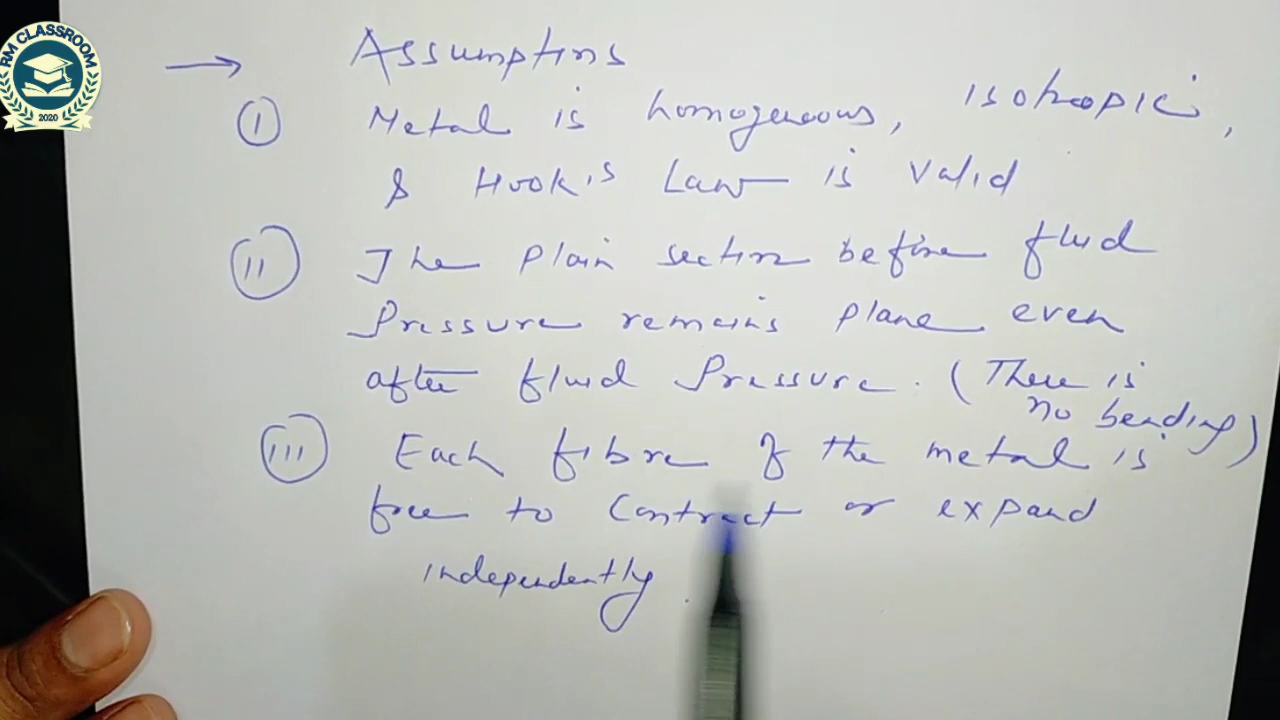 RM CLASSROOM
2020
→ Assumptions
(I) Metal is homogeneous, isotropic,
& Hook's Law is valid
(II) The plain section before fluid
Pressure remains plane even
after fluid Pressure. (There is
no bending)
(III) Each fibre of the metal is
free to contract or expand
independently.